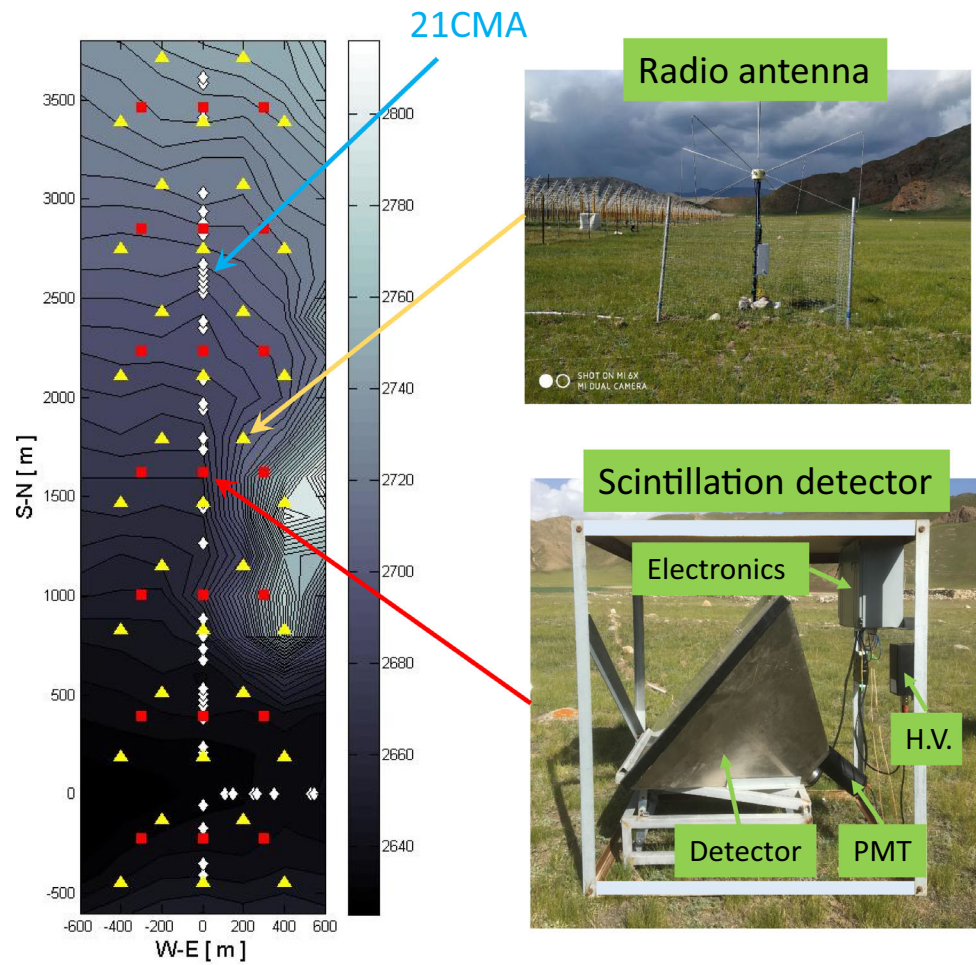 21CMA
Radio antenna
3500
3000
2500
2000
1500
1000
500
0
-500
S-N [ m ]
-600
-400
-200
0
200
400
600
W-E [ m ]
2800
2780
2760
2740
2720
2700
2680
2660
2640
SHOT ON MI 6X
MI DUAL CAMERA
Scintillation detector
Electronics
H.V.
Detector
PMT